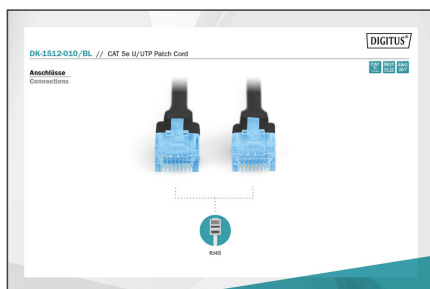 DIGITUS®
DK-1512-010/BL // CAT 5e U/UTP Patch Cord
Anschlüsse
Connections
RJ45